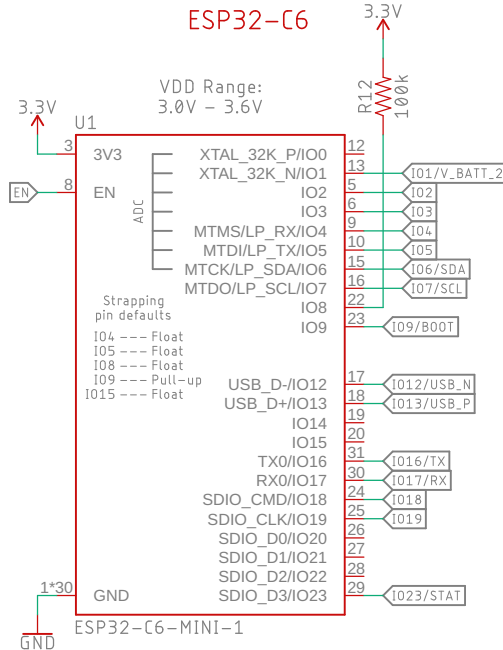 ESP32-C6
3.3V
R12
100k
VDD Range:
3.0V – 3.6V
3.3V
U1
3 3V3 XTAL_32K_P/IO0 12
XTAL_32K_N/IO1 13 IO1/V_BATT_2
EN 8 EN IO2 5 IO2
IO3 6 IO3
ADC
MTMS/LP_RX/IO4 9 IO4
MTDI/LP_TX/IO5 10 IO5
MTCK/LP_SDA/IO6 15 IO6/SDA
MTDO/LP_SCL/IO7 16 IO7/SCL
IO8 22
IO9 23 IO9/BOOT
Strapping
pin defaults
IO4 --- Float
IO5 --- Float
IO8 --- Float
IO9 --- Pull-up
IO15 --- Float
USB_D-/IO12 17 IO12/USB_N
USB_D+/IO13 18 IO13/USB_P
IO14 19
IO15 20
TX0/IO16 31 IO16/TX
RX0/IO17 30 IO17/RX
SDIO_CMD/IO18 24 IO18
SDIO_CLK/IO19 25 IO19
SDIO_D0/IO20 26
SDIO_D1/IO21 27
SDIO_D2/IO22 28
1*30 GND SDIO_D3/IO23 29 IO23/STAT
ESP32-C6-MINI-1
GND